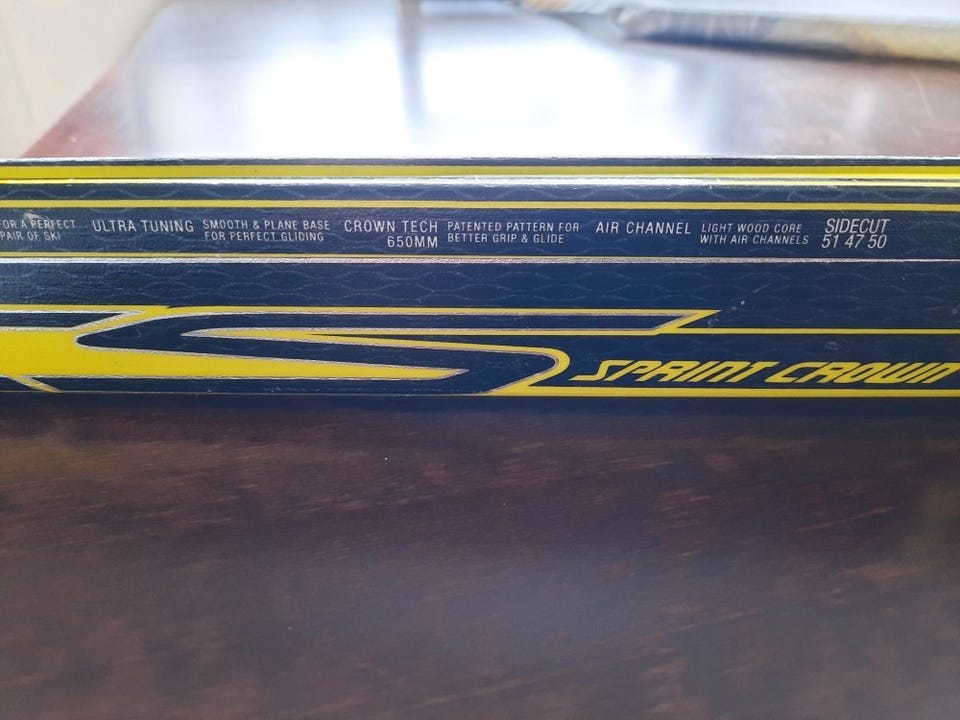 FOR A PERFECT
PAIR OF SKI
ULTRA TUNING
SMOOTH & PLANE BASE
FOR PERFECT GLIDING
CROWN TECH
650MM
PATENTED PATTERN FOR
BETTER GRIP & GLIDE
AIR CHANNEL
LIGHT WOOD CORE
WITH AIR CHANNELS
SIDECUT
51 47 50
SPRINT CROWN